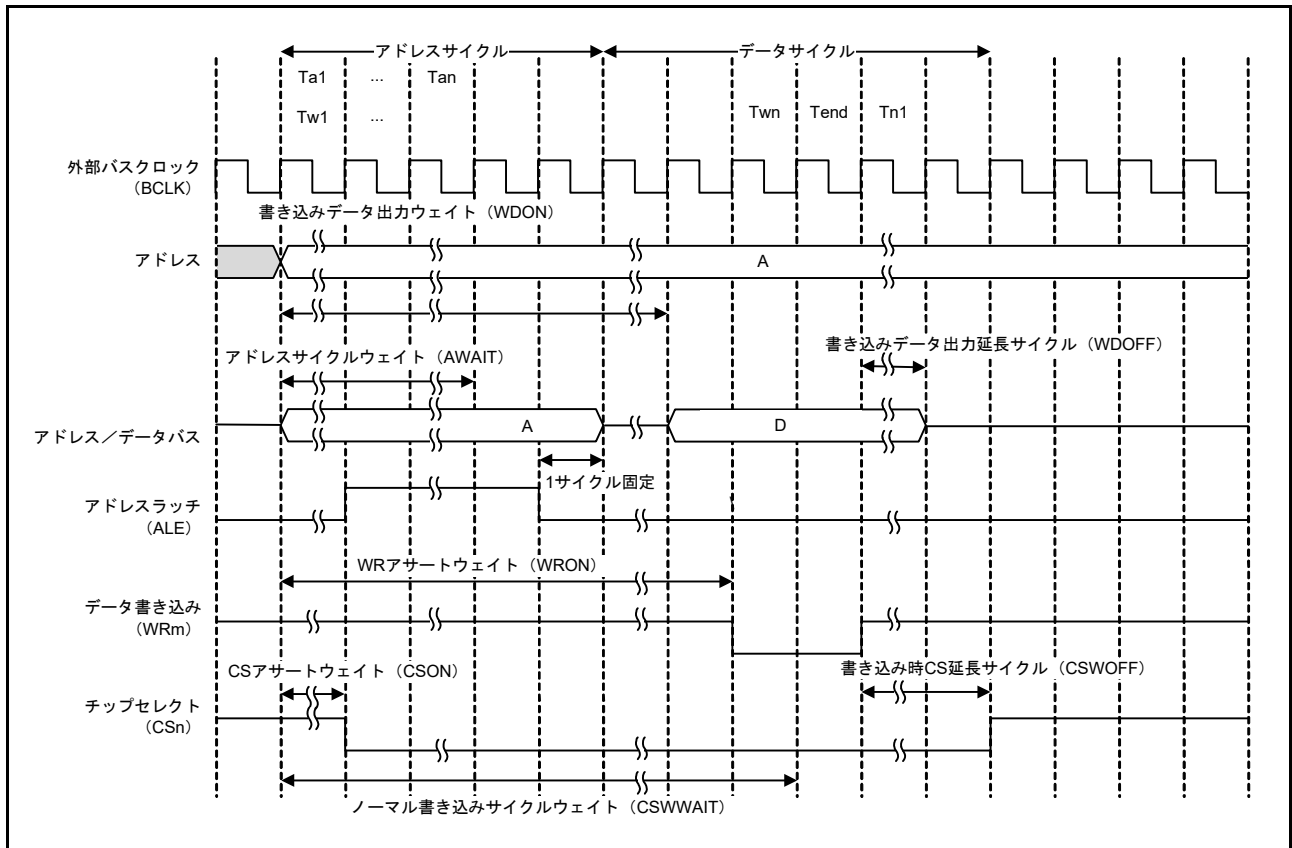 アドレスサイクル データサイクル
Ta1 ... Tan
Tw1 ... Twn Tend Tn1
外部バスクロック
（BCLK）
書き込みデータ出力ウェイト（WDON）
アドレス A
書き込みデータ出力延長サイクル（WDOFF）
アドレスサイクルウェイト（AWAIT）
アドレス／データバス A D
1サイクル固定
アドレスラッチ
（ALE）
WRアサートウェイト（WRON）
データ書き込み
（WRm）
CSアサートウェイト（CSON） 書き込み時CS延長サイクル（CSWOFF）
チップセレクト
（CSn）
ノーマル書き込みサイクルウェイト（CSWWAIT）